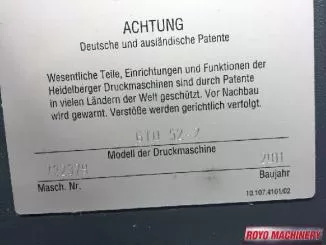 ACHTUNG
Deutsche und ausländische Patente
Wesentliche Teile, Einrichtungen und Funktionen der
Heidelberger Druckmaschinen sind durch Patente
in vielen Ländern der Welt geschützt. Vor Nachbau
wird gewarnt. Verstöße werden gerichtlich verfolgt.
GTO 52-2
Modell der Druckmaschine
2001
Masch. Nr.
Baujahr
10.107.4101/02
ROYO MACHINERY